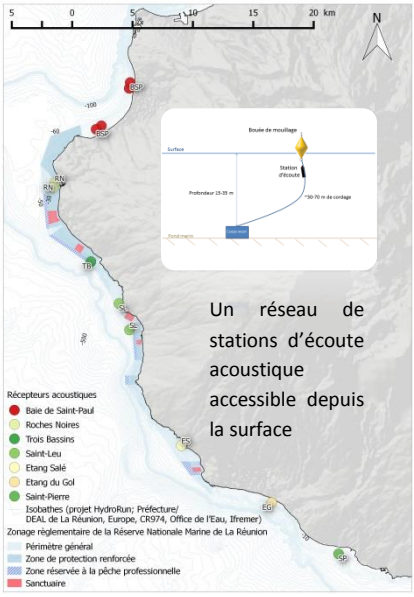 5 0 5 10 15 20 km
N
BSP
-100
BSP
-60
RN
RN
TB
SL
SL
ES
EG
SP
Bouée de mouillage
Surface
Station
d'écoute
Profondeur 15-35 m
~30-70 m de cordage
Corps mort
Fond marin
Un réseau de
stations d'écoute
acoustique
accessible depuis
la surface
Récepteurs acoustiques
Baie de Saint-Paul
Roches Noires
Trois Bassins
Saint-Leu
Etang Salé
Etang du Gol
Saint-Pierre
Isobathes (projet HydroRun; Préfecture/
DEAL de La Réunion, Europe, CR974, Office de l'Eau, Ifremer)
Zonage règlementaire de la Réserve Nationale Marine de La Réunion
Périmètre général
Zone de protection renforcée
Zone réservée à la pêche professionnelle
Sanctuaire